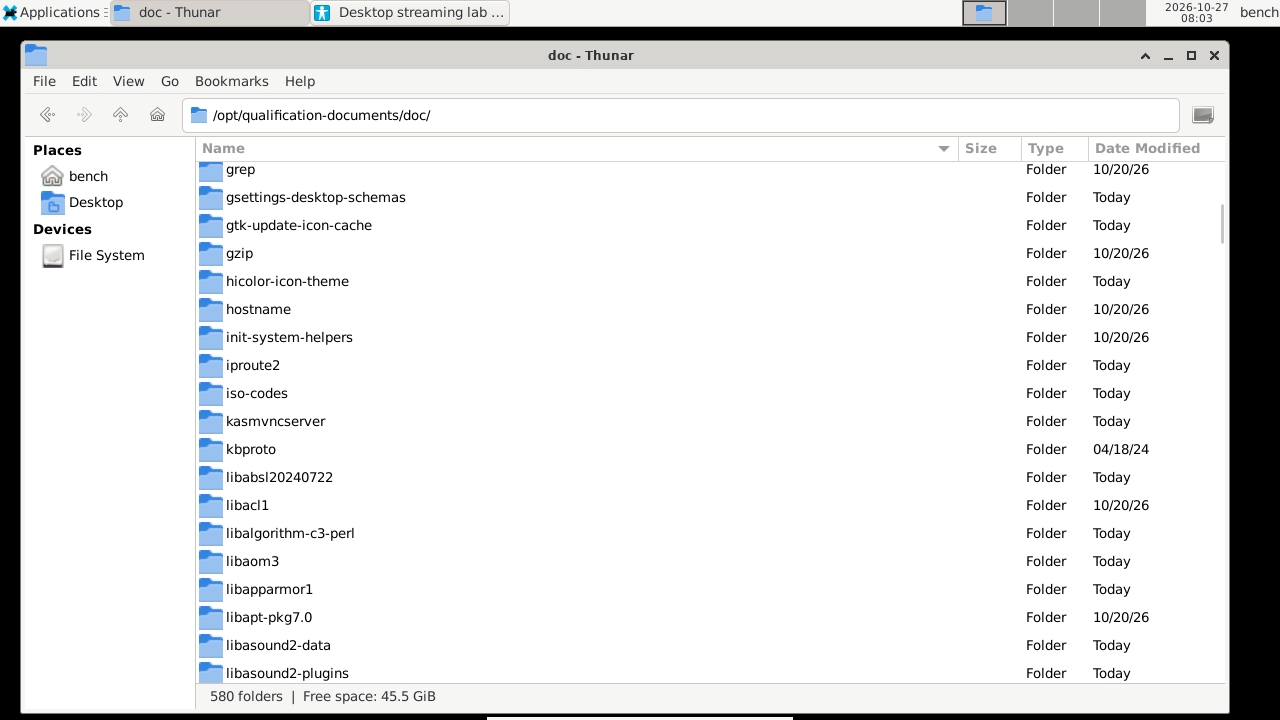 Applications
doc - Thunar
Desktop streaming lab ...
2026-10-27
08:03
bench
doc - Thunar
File Edit View Go Bookmarks Help
/opt/qualification-documents/doc/
Places
bench
Desktop
Devices
File System
Name Size Type Date Modified
grep Folder 10/20/26
gsettings-desktop-schemas Folder Today
gtk-update-icon-cache Folder Today
gzip Folder 10/20/26
hicolor-icon-theme Folder Today
hostname Folder 10/20/26
init-system-helpers Folder 10/20/26
iproute2 Folder Today
iso-codes Folder Today
kasmvncserver Folder Today
kbproto Folder 04/18/24
libabsl20240722 Folder Today
libacl1 Folder 10/20/26
libalgorithm-c3-perl Folder Today
libaom3 Folder Today
libapparmor1 Folder Today
libapt-pkg7.0 Folder 10/20/26
libasound2-data Folder Today
libasound2-plugins Folder Today
580 folders | Free space: 45.5 GiB